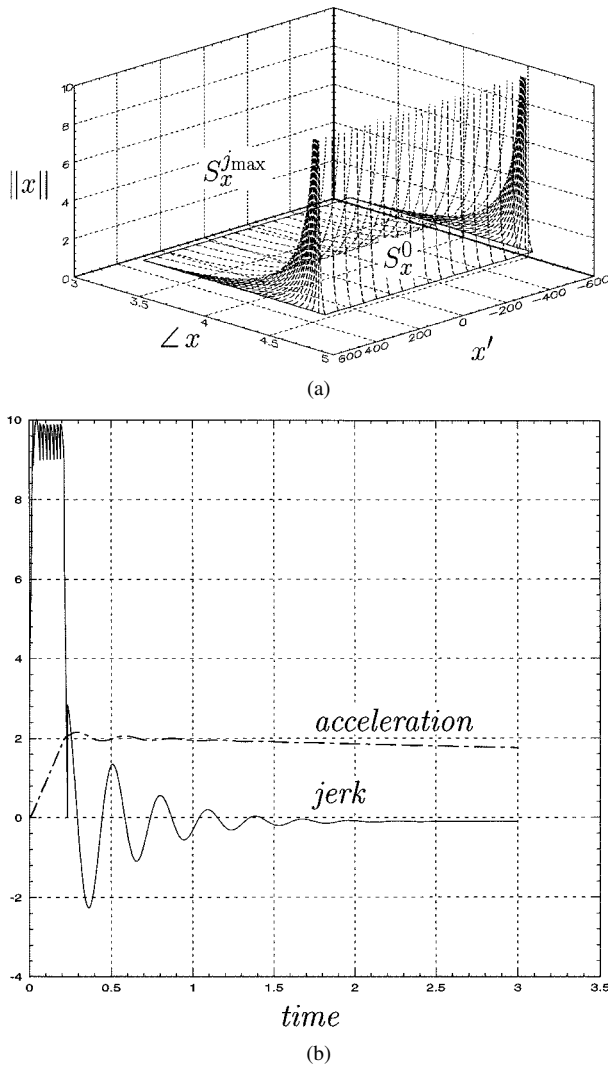 10
8
6
4
2
0
‖x‖
S_x^{j_max}
S_x^0
3
3.5
4
4.5
5
∠x
600 400 200 0 −200 −400 −600
x′
(a)
10
8
6
4
2
0
-2
-4
acceleration
jerk
0 0.5 1 1.5 2 2.5 3 3.5
time
(b)